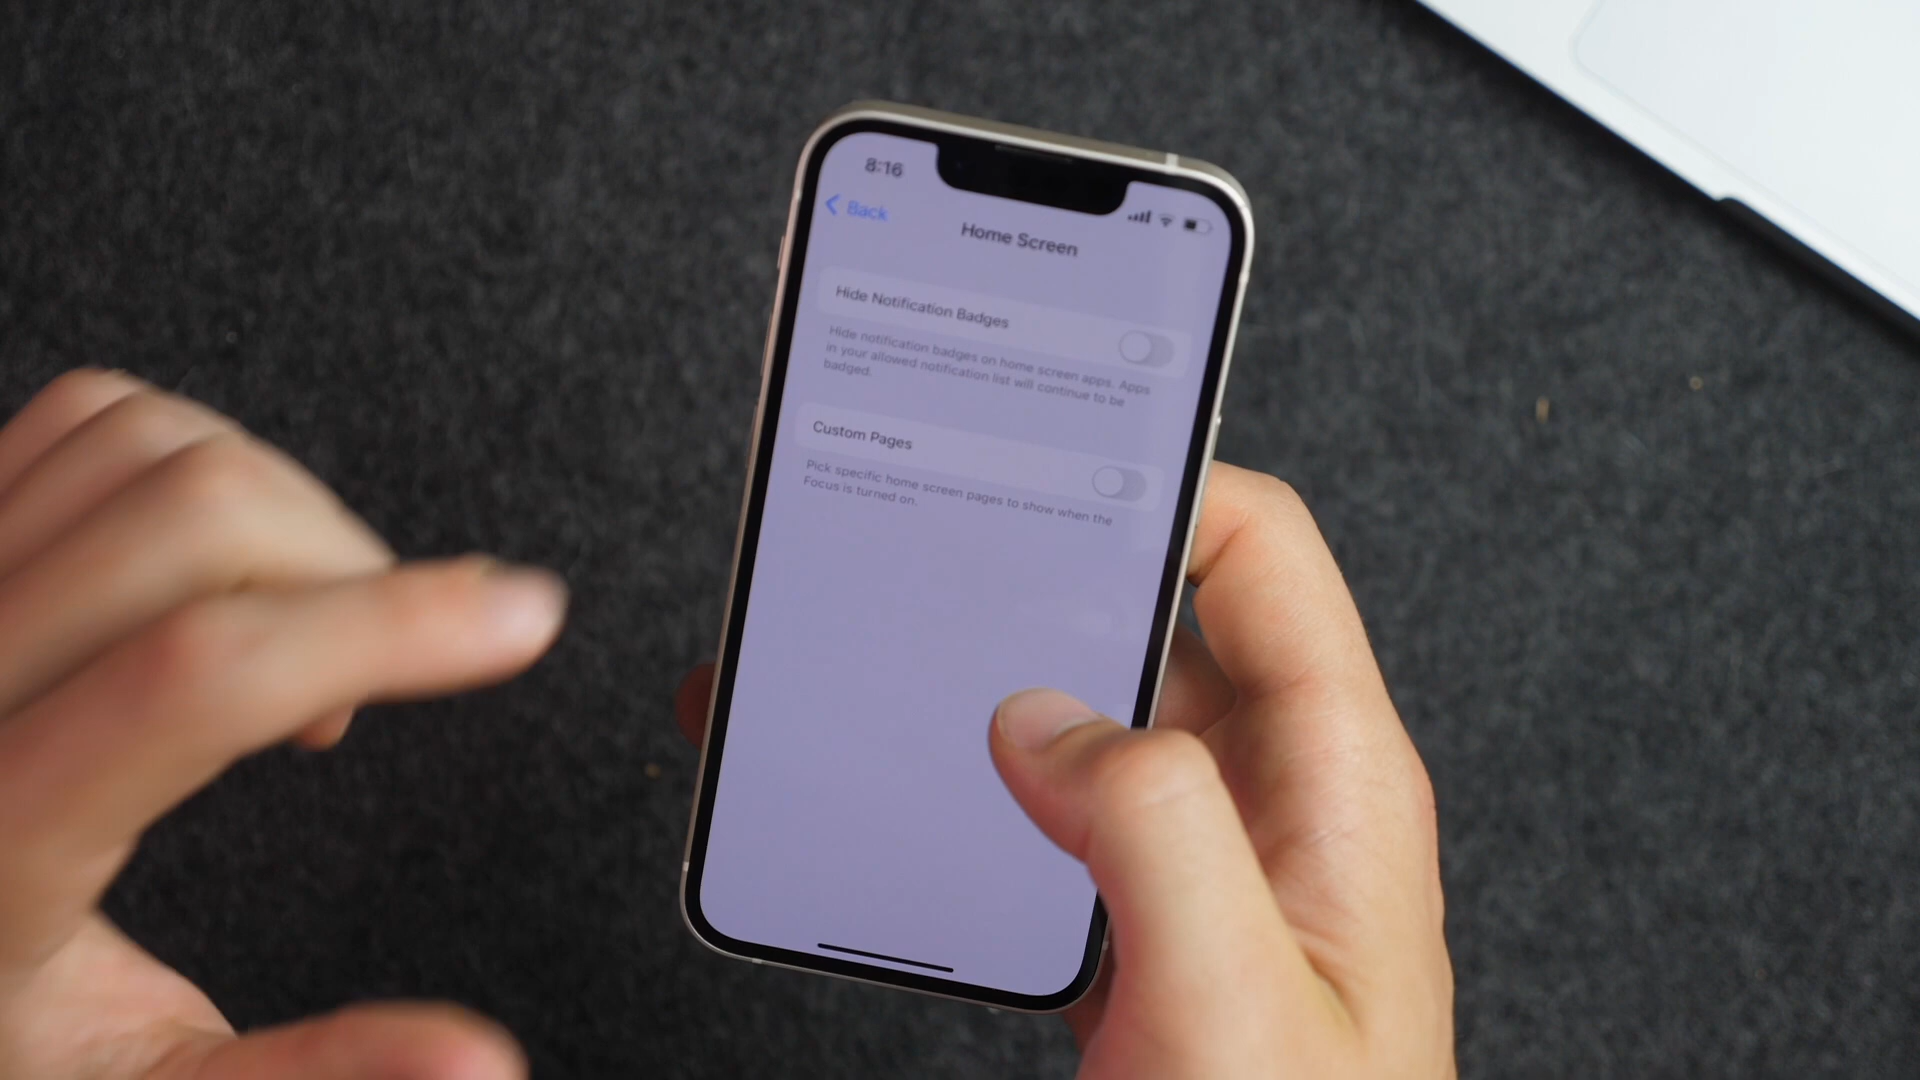 8:16
Back
Home Screen
Hide Notification Badges
Hide notification badges on home screen apps. Apps
in your allowed notification list will continue to be
badged.
Custom Pages
Pick specific home screen pages to show when the
Focus is turned on.